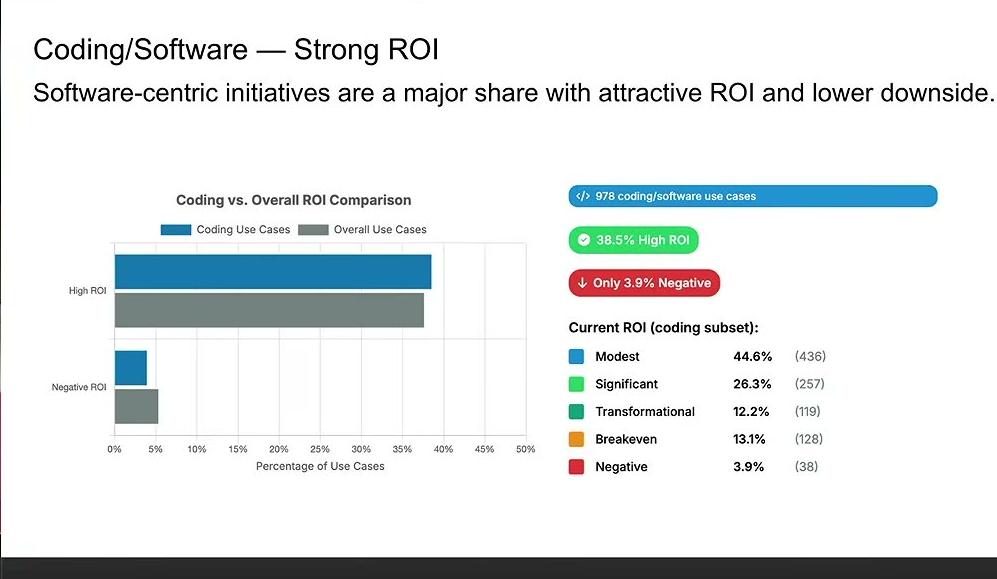 Coding/Software — Strong ROI
Software-centric initiatives are a major share with attractive ROI and lower downside.
Coding vs. Overall ROI Comparison
Coding Use Cases
Overall Use Cases
High ROI
Negative ROI
0% 5% 10% 15% 20% 25% 30% 35% 40% 45% 50%
Percentage of Use Cases
</> 978 coding/software use cases
38.5% High ROI
↓ Only 3.9% Negative
Current ROI (coding subset):
Modest 44.6% (436)
Significant 26.3% (257)
Transformational 12.2% (119)
Breakeven 13.1% (128)
Negative 3.9% (38)